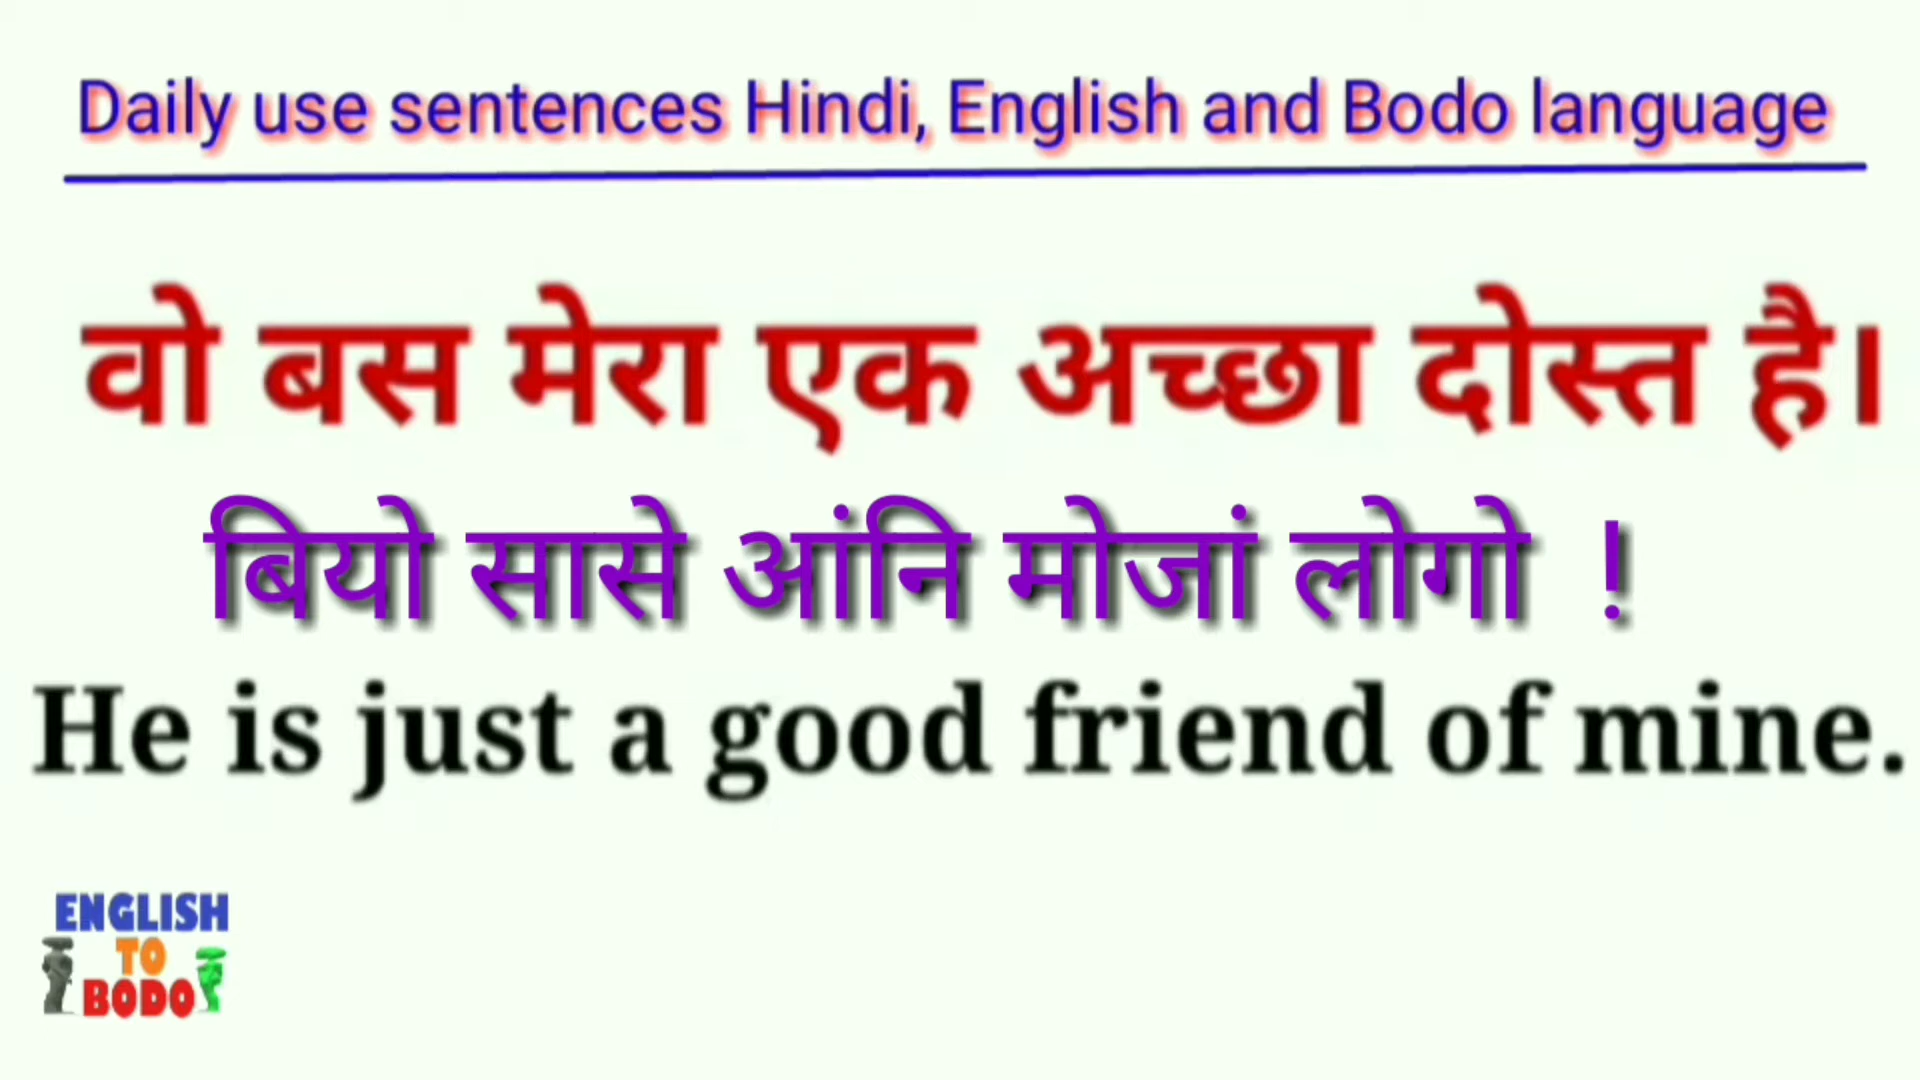 Daily use sentences Hindi, English and Bodo language
वो बस मेरा एक अच्छा दोस्त है।
बियो सासे आंनि मोजां लोगो !
He is just a good friend of mine.
ENGLISH
TO
BODO